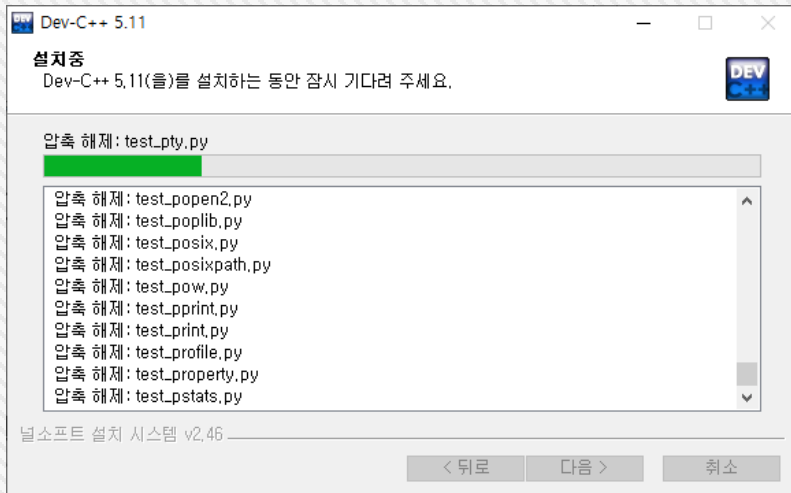 Dev-C++ 5.11
설치중
Dev-C++ 5.11(을)를 설치하는 동안 잠시 기다려 주세요.
DEV
C++
압축 해제: test_pty.py
압축 해제: test_popen2.py
압축 해제: test_poplib.py
압축 해제: test_posix.py
압축 해제: test_posixpath.py
압축 해제: test_pow.py
압축 해제: test_pprint.py
압축 해제: test_print.py
압축 해제: test_profile.py
압축 해제: test_property.py
압축 해제: test_pstats.py
널소프트 설치 시스템 v2.46
< 뒤로
다음 >
취소